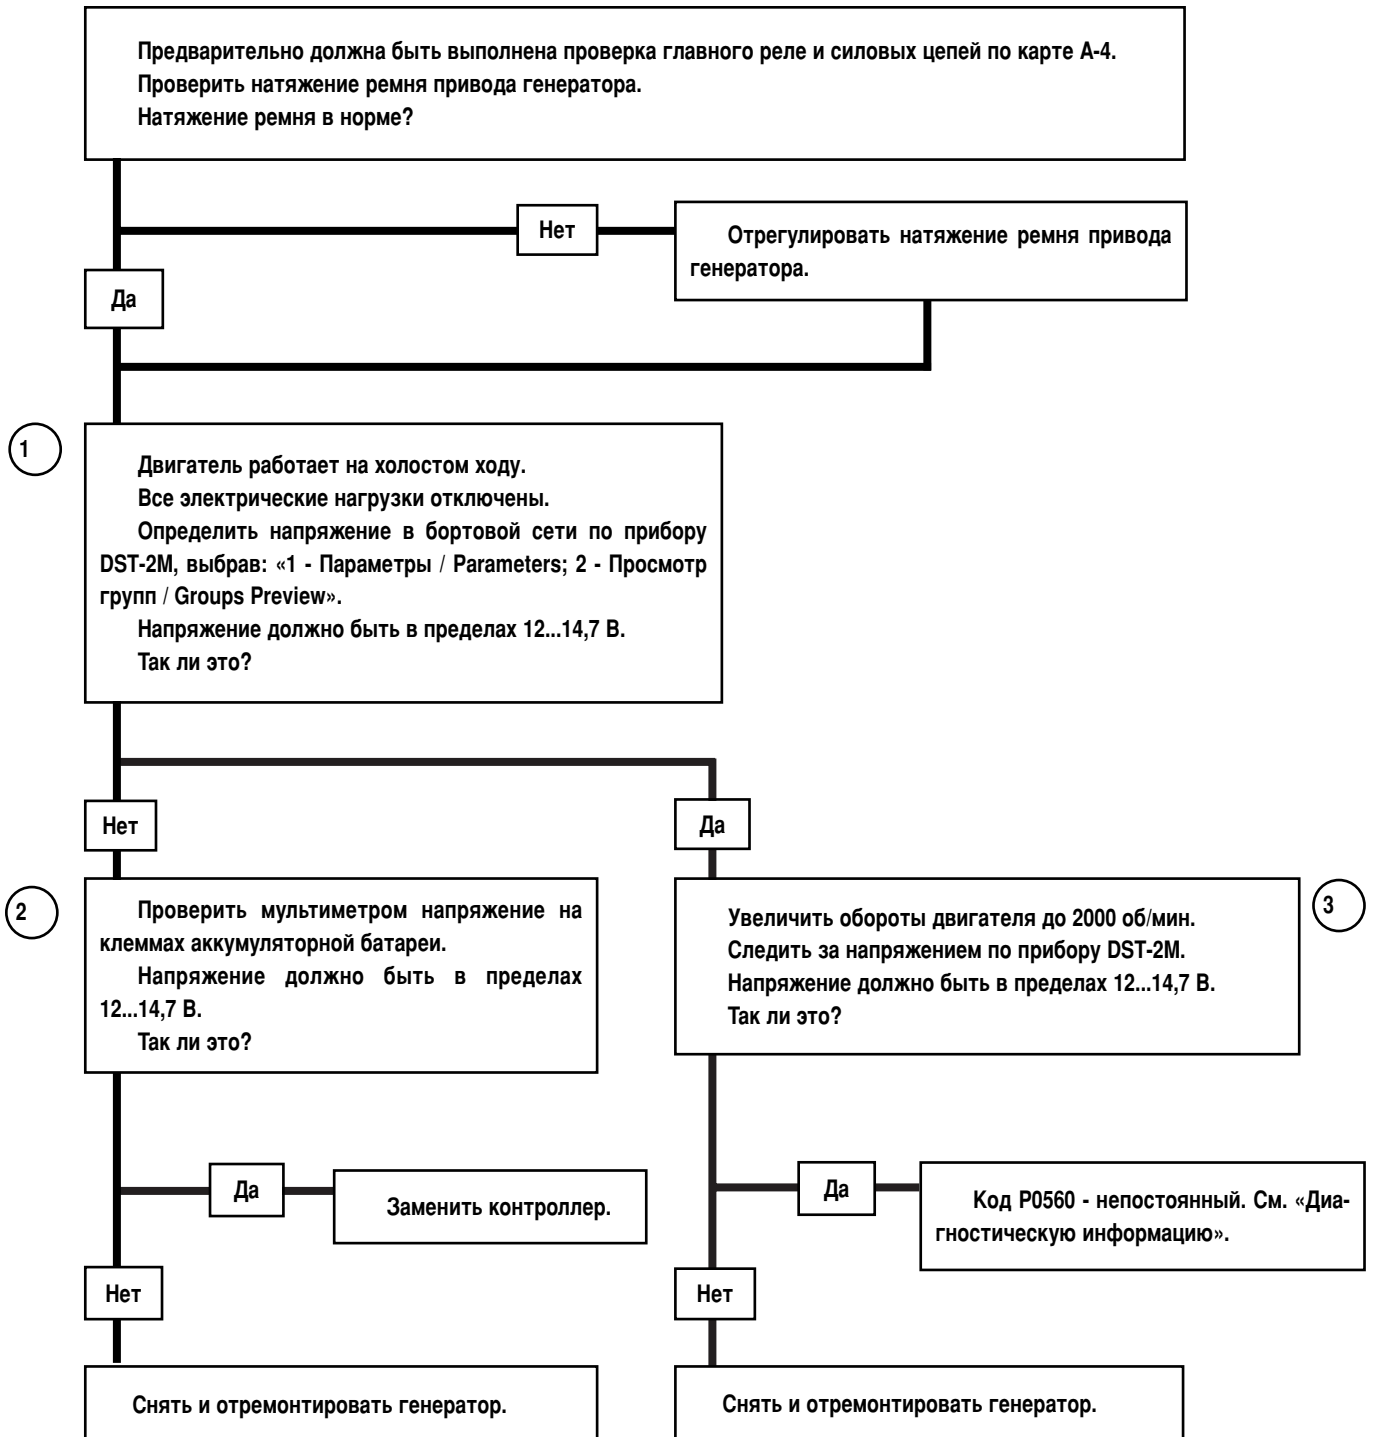 Предварительно должна быть выполнена проверка главного реле и силовых цепей по карте А-4.
Проверить натяжение ремня привода генератора.
Натяжение ремня в норме?
Нет
Отрегулировать натяжение ремня привода
генератора.
Да
1
Двигатель работает на холостом ходу.
Все электрические нагрузки отключены.
Определить напряжение в бортовой сети по прибору
DST-2M, выбрав: «1 - Параметры / Parameters; 2 - Просмотр
групп / Groups Preview».
Напряжение должно быть в пределах 12...14,7 В.
Так ли это?
Нет
Да
2
Проверить мультиметром напряжение на
клеммах аккумуляторной батареи.
Напряжение должно быть в пределах
12...14,7 В.
Так ли это?
3
Увеличить обороты двигателя до 2000 об/мин.
Следить за напряжением по прибору DST-2M.
Напряжение должно быть в пределах 12...14,7 В.
Так ли это?
Да
Заменить контроллер.
Да
Код Р0560 - непостоянный. См. «Диа-
гностическую информацию».
Нет
Нет
Снять и отремонтировать генератор.
Снять и отремонтировать генератор.